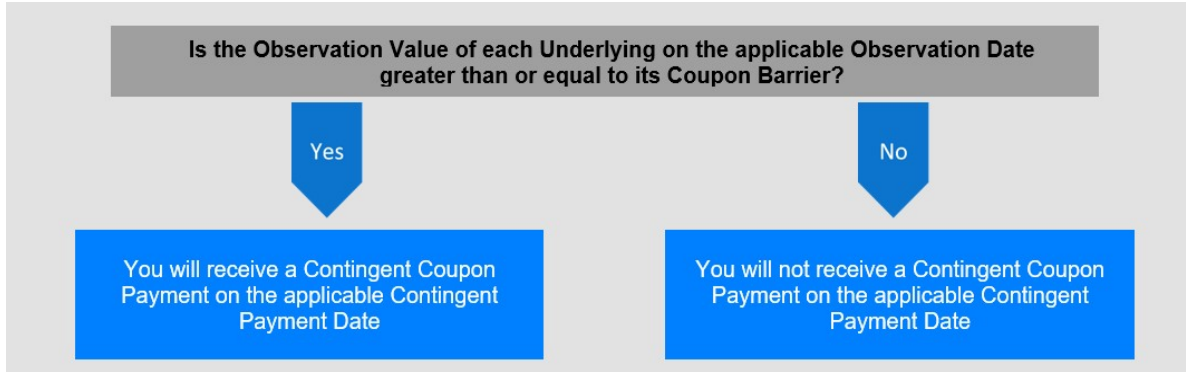 Is the Observation Value of each Underlying on the applicable Observation Date
greater than or equal to its Coupon Barrier?
Yes
No
You will receive a Contingent Coupon
Payment on the applicable Contingent
Payment Date
You will not receive a Contingent Coupon
Payment on the applicable Contingent
Payment Date